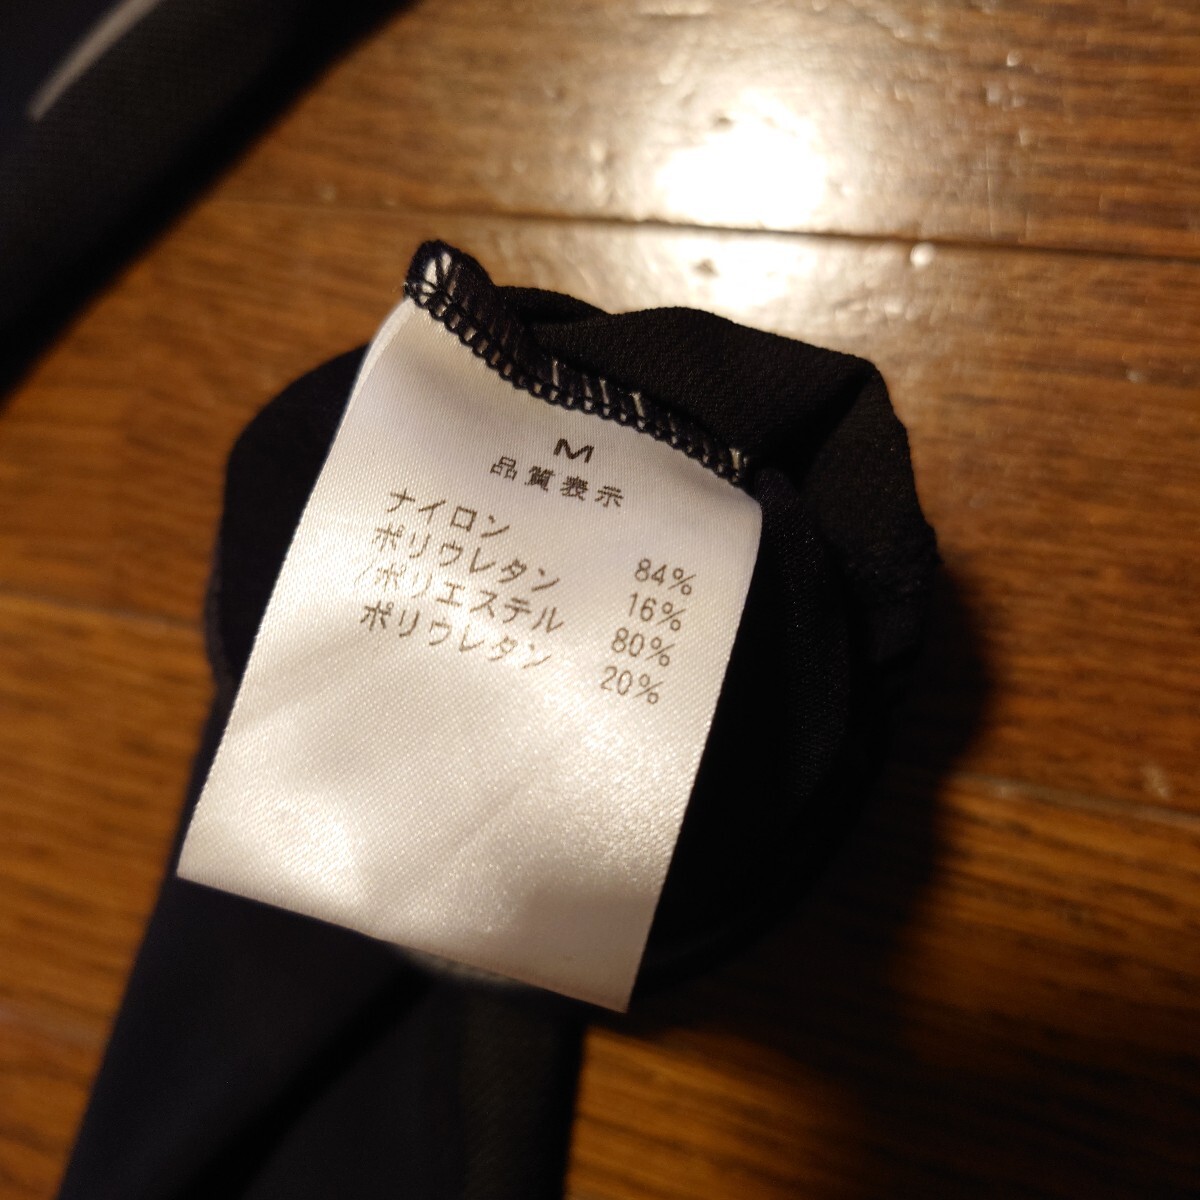 M
品質表示
ナイロン 84%
ポリウレタン 16%
/ポリエステル 80%
ポリウレタン 20%